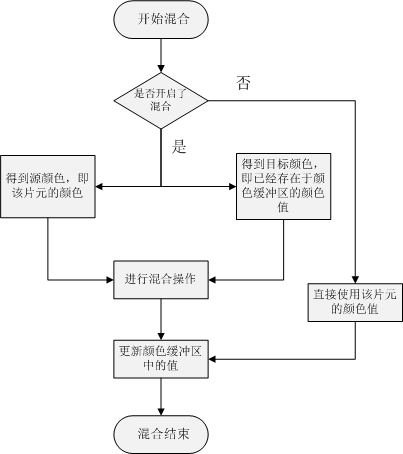 开始混合
是否开启了
混合
否
是
得到源颜色，即
该片元的颜色
得到目标颜色，
即已经存在于颜
色缓冲区的颜色
值
进行混合操作
直接使用该片元
的颜色值
更新颜色缓冲区
中的值
混合结束